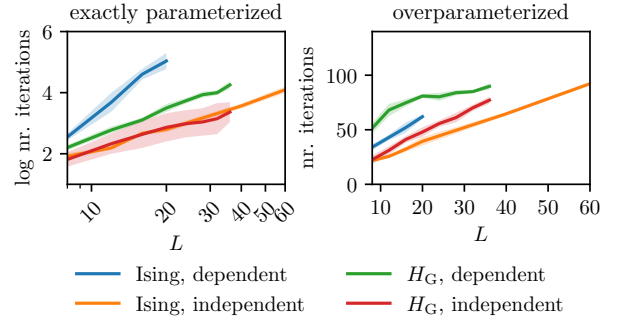 exactly parameterized
overparameterized
log nr. iterations
6
4
2
10
20
30
40
50
60
L
nr. iterations
100
50
0
10
20
30
40
50
60
L
Ising, dependent
Ising, independent
H_G, dependent
H_G, independent